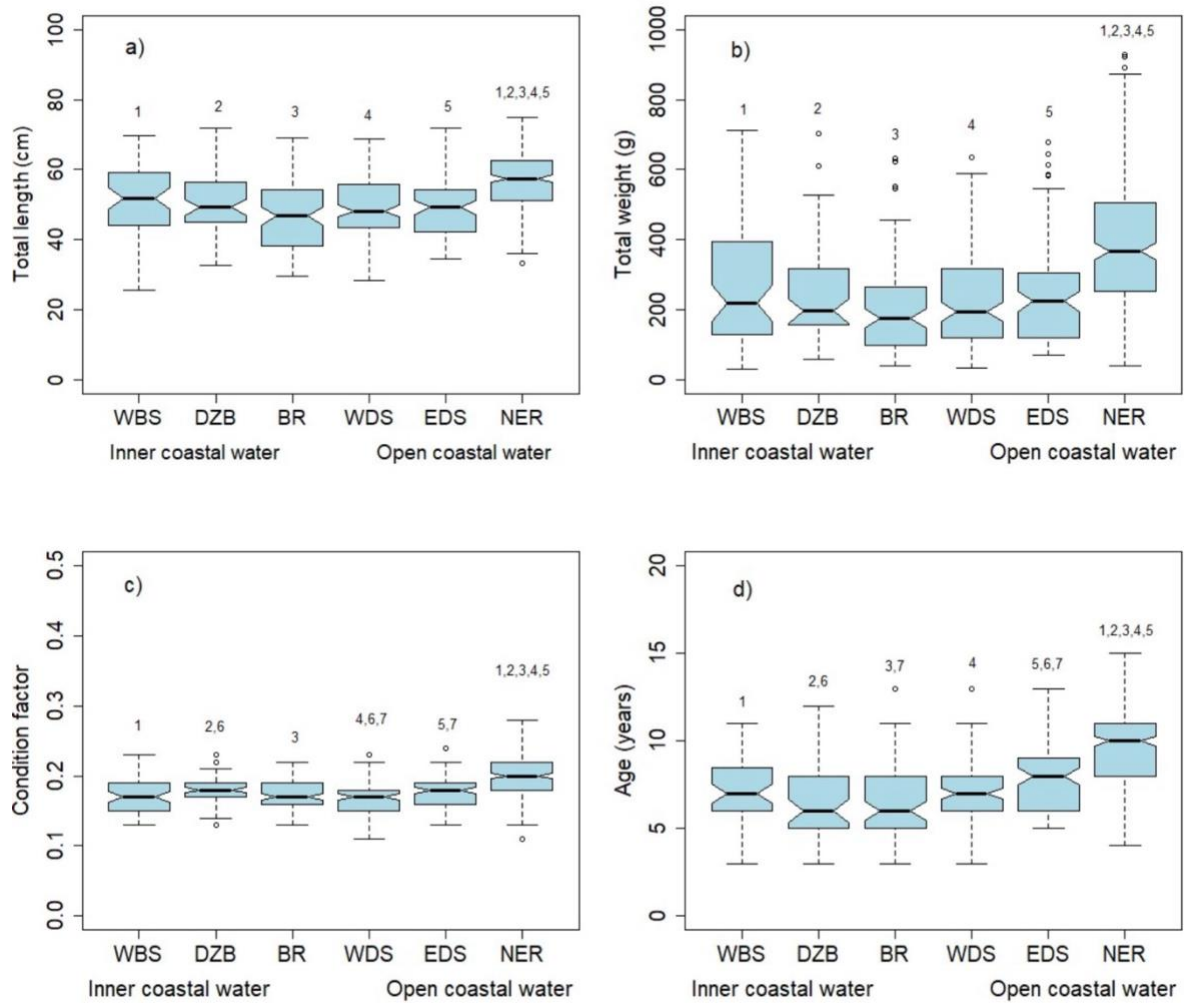 a)
Total length (cm)
100
80
60
40
20
0
1
2
3
4
5
1,2,3,4,5
WBS DZB BR WDS EDS NER
Inner coastal water Open coastal water
b)
Total weight (g)
1000
800
600
400
200
0
1
2
3
4
5
1,2,3,4,5
WBS DZB BR WDS EDS NER
Inner coastal water Open coastal water
c)
Condition factor
0.5
0.4
0.3
0.2
0.1
0.0
1
2,6
3
4,6,7
5,7
1,2,3,4,5
WBS DZB BR WDS EDS NER
Inner coastal water Open coastal water
d)
Age (years)
20
15
10
5
0
1
2,6
3,7
4
5,6,7
1,2,3,4,5
WBS DZB BR WDS EDS NER
Inner coastal water Open coastal water